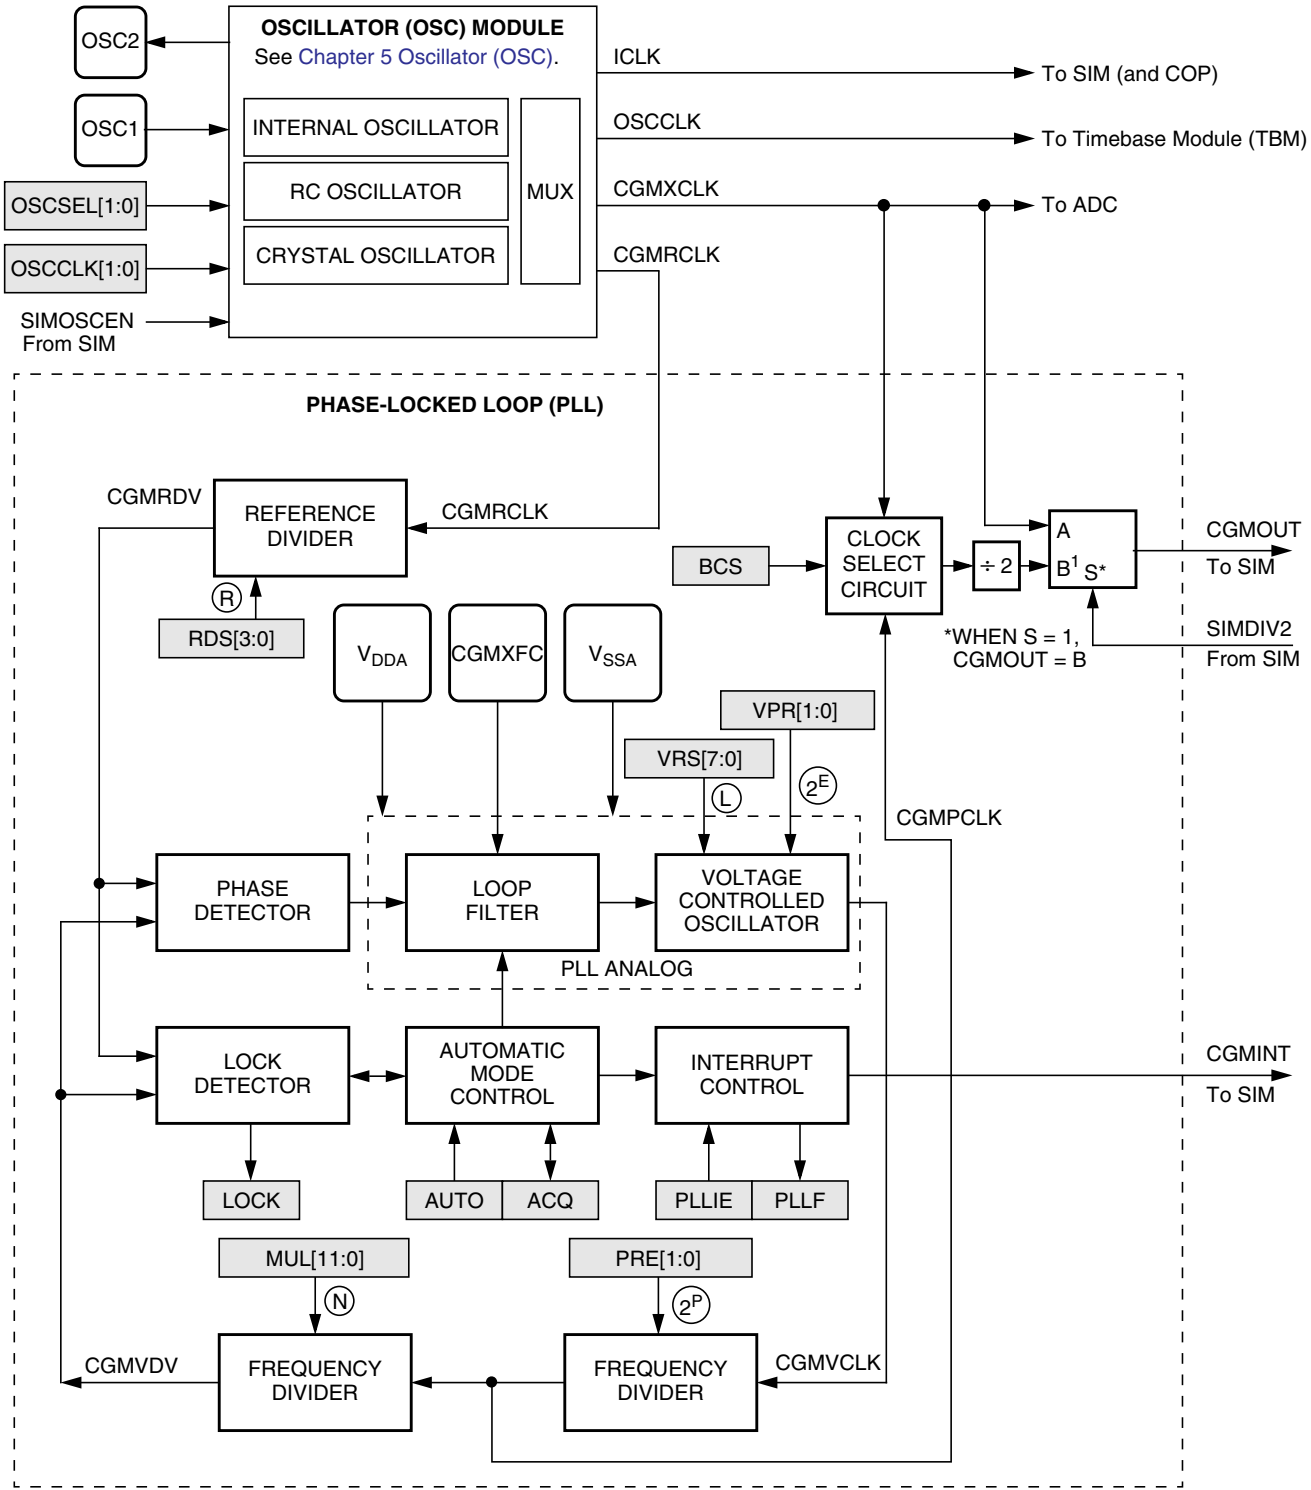 OSCILLATOR (OSC) MODULE
See Chapter 5 Oscillator (OSC).
OSC2
OSC1
OSCSEL[1:0]
OSCCLK[1:0]
SIMOSCEN
From SIM
INTERNAL OSCILLATOR
RC OSCILLATOR
CRYSTAL OSCILLATOR
MUX
ICLK
To SIM (and COP)
OSCCLK
To Timebase Module (TBM)
CGMXCLK
To ADC
CGMRCLK
PHASE-LOCKED LOOP (PLL)
CGMRDV
REFERENCE
DIVIDER
CGMRCLK
R
RDS[3:0]
BCS
CLOCK
SELECT
CIRCUIT
÷ 2
A
B1 S*
CGMOUT
To SIM
*WHEN S = 1,
CGMOUT = B
SIMDIV2
From SIM
VDDA
CGMXFC
VSSA
VPR[1:0]
VRS[7:0]
L
2E
CGMPCLK
PHASE
DETECTOR
LOOP
FILTER
VOLTAGE
CONTROLLED
OSCILLATOR
PLL ANALOG
LOCK
DETECTOR
AUTOMATIC
MODE
CONTROL
INTERRUPT
CONTROL
CGMINT
To SIM
LOCK
AUTO
ACQ
PLLIE
PLLF
MUL[11:0]
N
PRE[1:0]
2P
CGMVDV
FREQUENCY
DIVIDER
FREQUENCY
DIVIDER
CGMVCLK